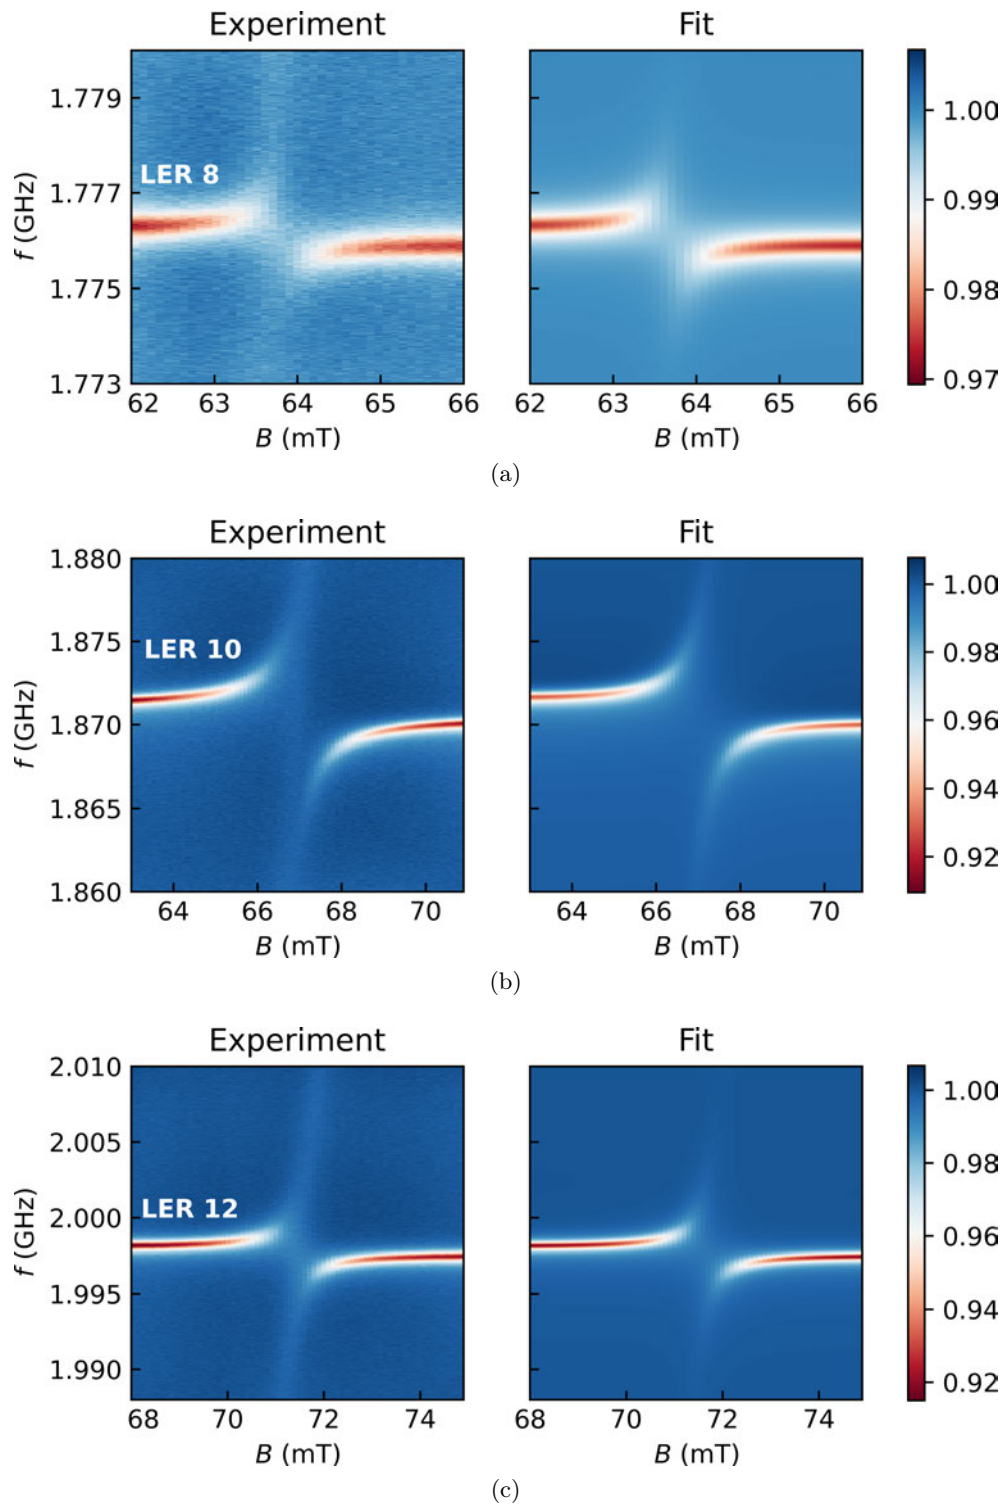 Experiment Fit
1.779
1.777
1.775
1.773
f (GHz)
LER 8
62 63 64 65 66
62 63 64 65 66
B (mT) B (mT)
1.00
0.99
0.98
0.97
(a)
Experiment Fit
1.880
1.875
1.870
1.865
1.860
f (GHz)
LER 10
64 66 68 70
64 66 68 70
B (mT) B (mT)
1.00
0.98
0.96
0.94
0.92
(b)
Experiment Fit
2.010
2.005
2.000
1.995
1.990
f (GHz)
LER 12
68 70 72 74
68 70 72 74
B (mT) B (mT)
1.00
0.98
0.96
0.94
0.92
(c)